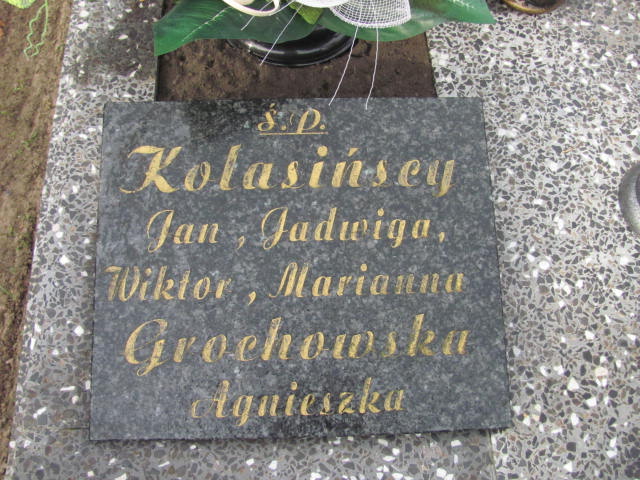 ś.p.
Kolasińscy
Jan, Jadwiga,
Wiktor, Marianna
Grochowska
Agnieszka